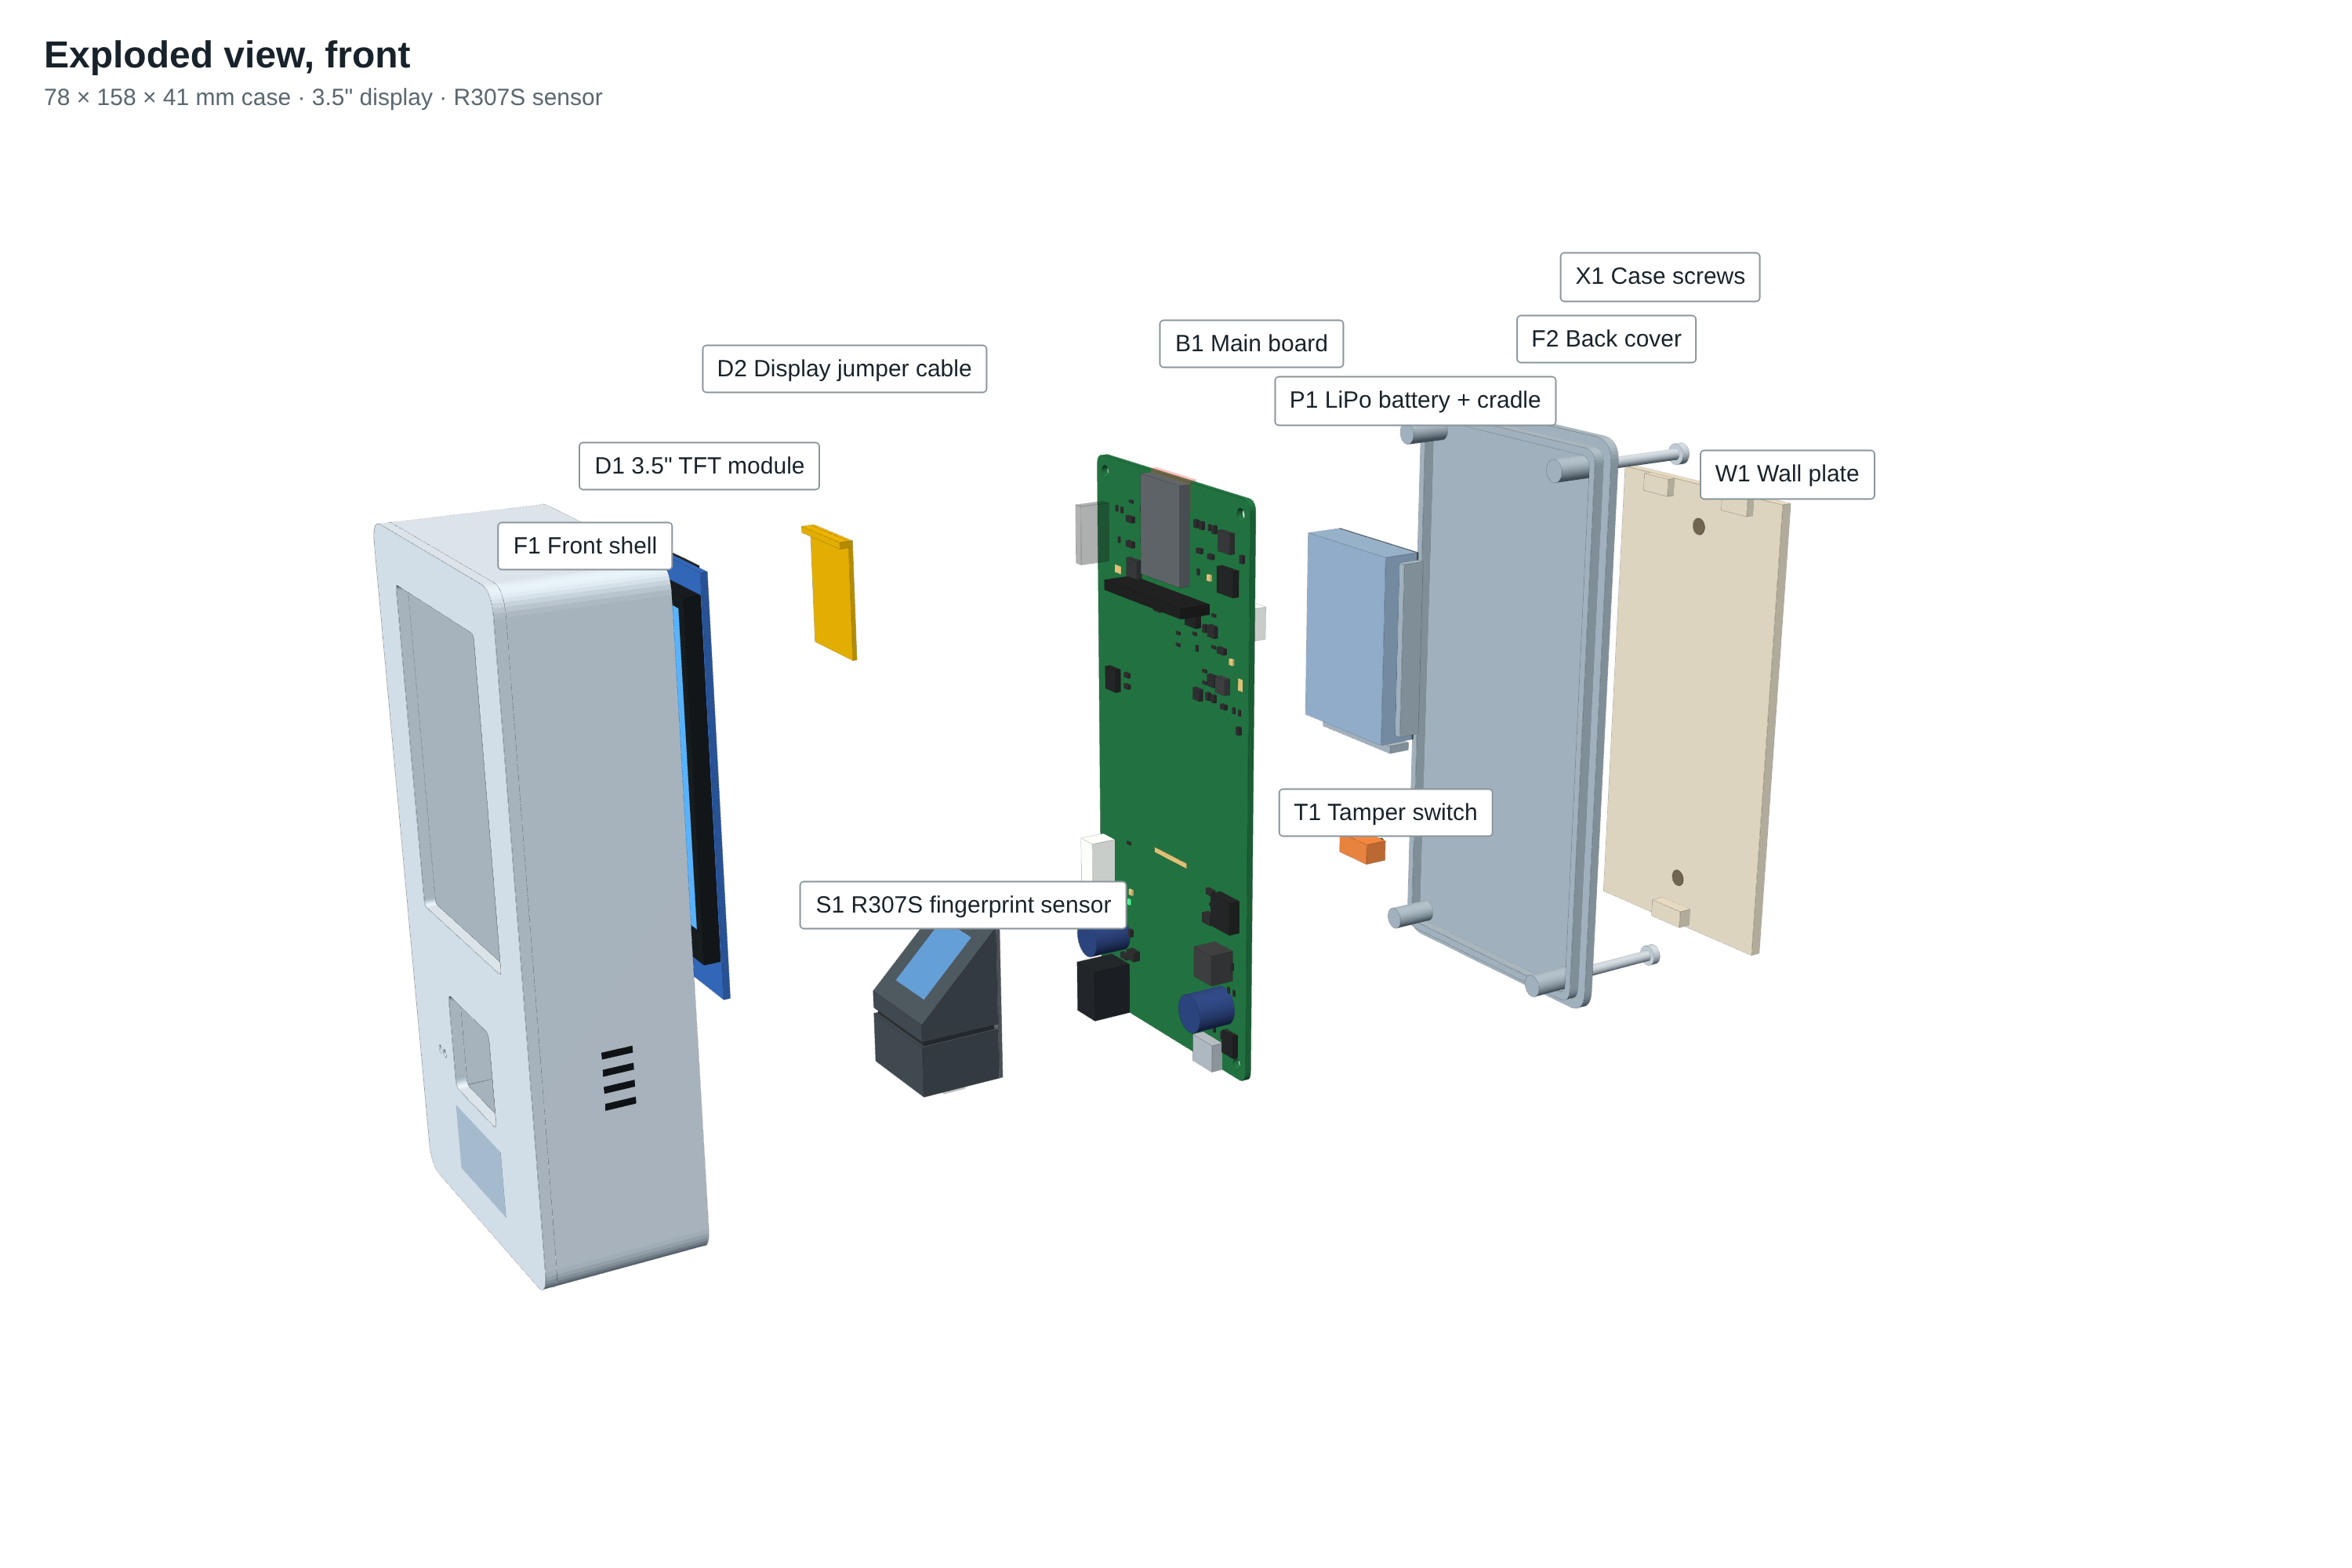 Exploded view, front
78 × 158 × 41 mm case · 3.5" display · R307S sensor
X1 Case screws
F2 Back cover
B1 Main board
D2 Display jumper cable
P1 LiPo battery + cradle
D1 3.5" TFT module
W1 Wall plate
F1 Front shell
T1 Tamper switch
S1 R307S fingerprint sensor